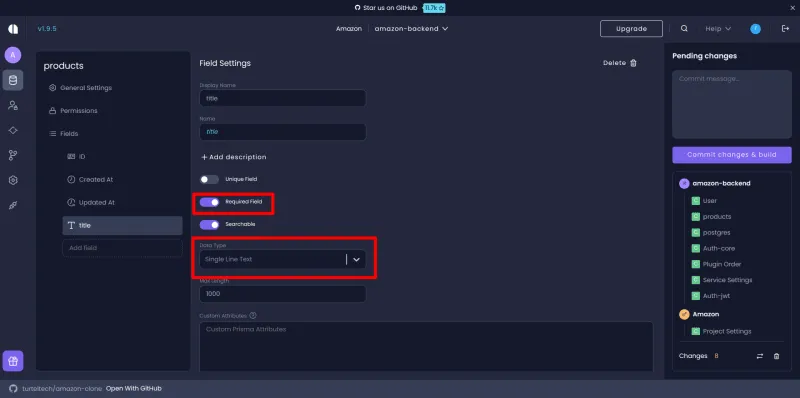 Star us on GitHub 11.7k
v1.9.5
Amazon
amazon-backend
Upgrade
Help
A
products
General Settings
Permissions
Fields
ID
Created At
Updated At
title
Add field
Field Settings
Delete
Display Name
title
Name
title
+ Add description
Unique Field
Required Field
Searchable
Data Type
Single Line Text
Max Length
1000
Custom Attributes
Custom Prisma Attributes
Pending changes
Commit message...
Commit changes & build
amazon-backend
C User
C products
C postgres
C Auth-core
C Plugin Order
C Service Settings
C Auth-jwt
Amazon
C Project Settings
Changes 8
turteltech/amazon-clone Open With GitHub